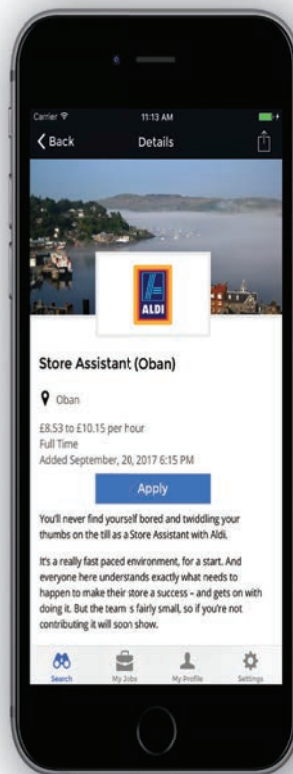 Carrier 11:13 AM
Back Details
ALDI
Store Assistant (Oban)
Oban
£8.53 to £10.15 per hour
Full Time
Added September, 20, 2017 6:15 PM
Apply
You'll never find yourself bored and twiddling your
thumbs on the till as a Store Assistant with Aldi.
It's a really fast paced environment, for a start. And
everyone here understands exactly what needs to
happen to make their store a success – and gets on with
doing it. But the team s fairly small, so if you're not
contributing it will soon show.
Search My Jobs My Profile Settings